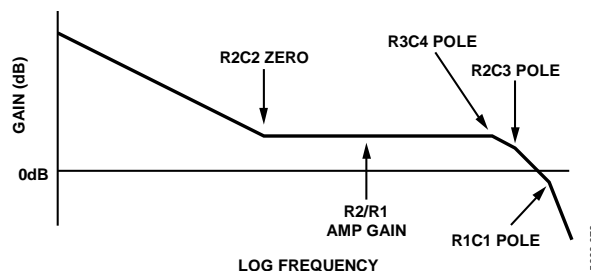 R3C4 POLE
R2C2 ZERO
R2C3 POLE
GAIN (dB)
0dB
R2/R1
AMP GAIN
R1C1 POLE
LOG FREQUENCY